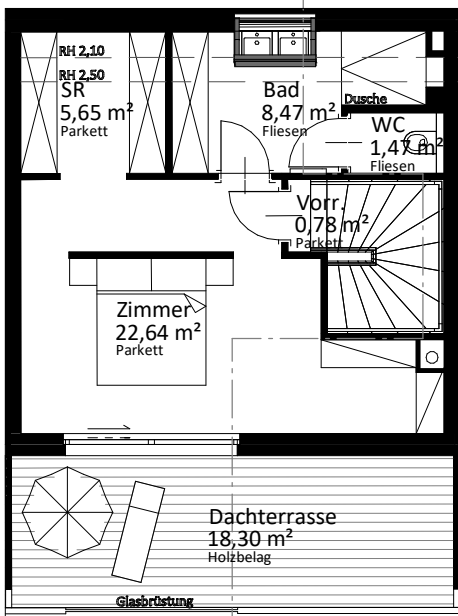 RH 2,10
RH 2,50
SR
5,65 m²
Parkett
Bad
8,47 m²
Fliesen
Dusche
WC
1,47 m²
Fliesen
Vorr.
0,78 m²
Parkett
Zimmer
22,64 m²
Parkett
Dachterrasse
18,30 m²
Holzbelag
Glasbrüstung